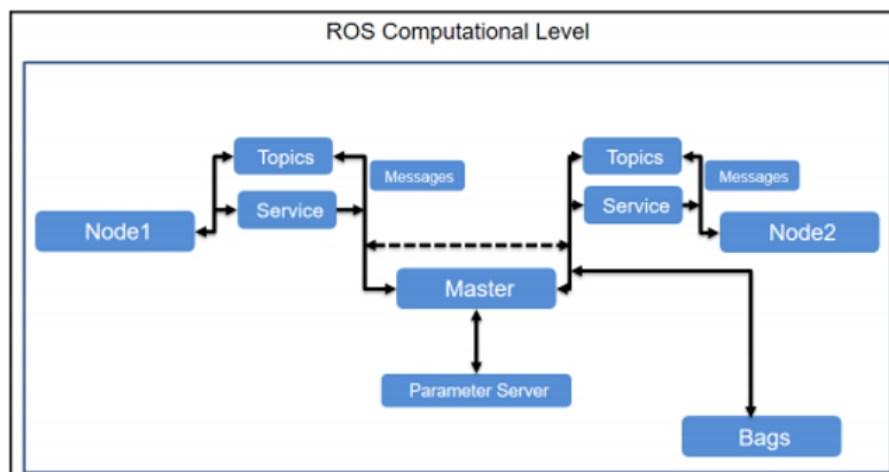 ROS Computational Level
Topics
Messages
Service
Node1
Topics
Messages
Service
Node2
Master
Parameter Server
Bags